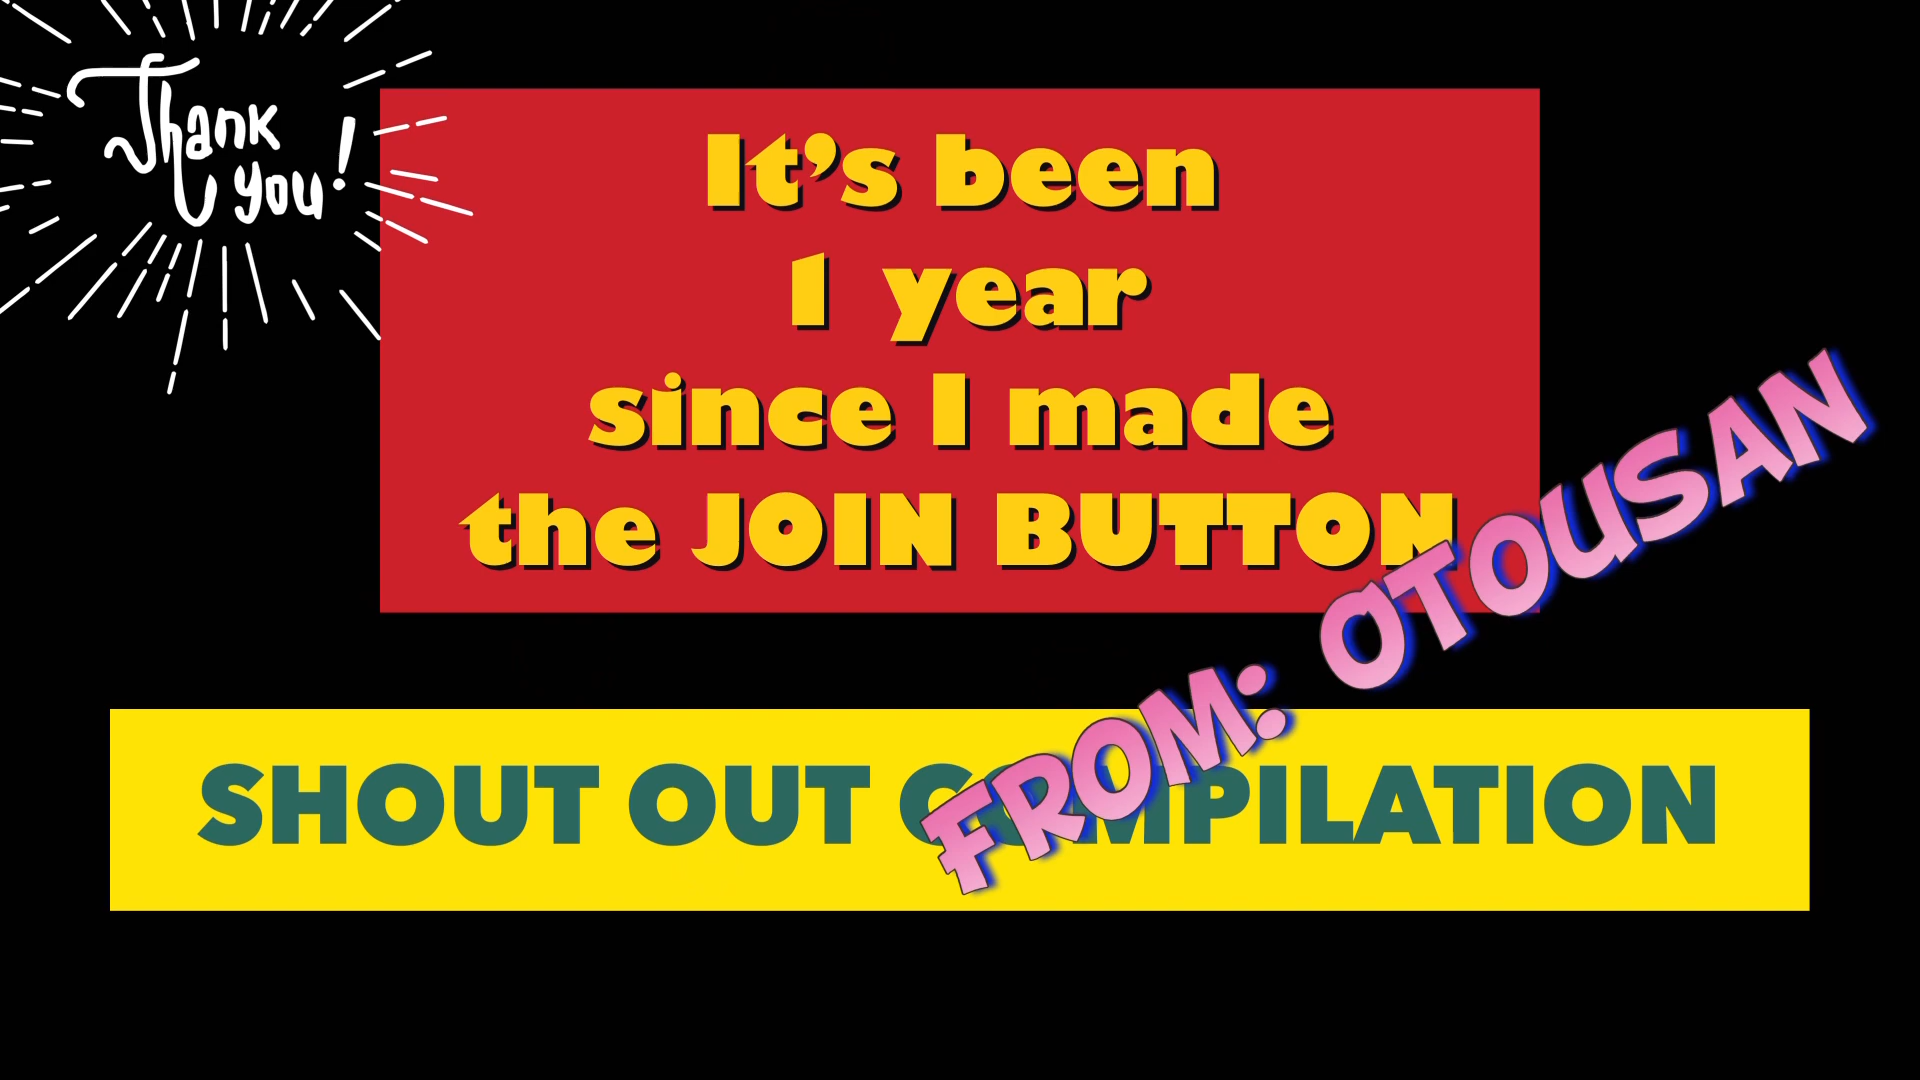 Thank
you!
It's been
1 year
since I made
the JOIN BUTTON
FROM: OTOUSAN
SHOUT OUT COMPILATION